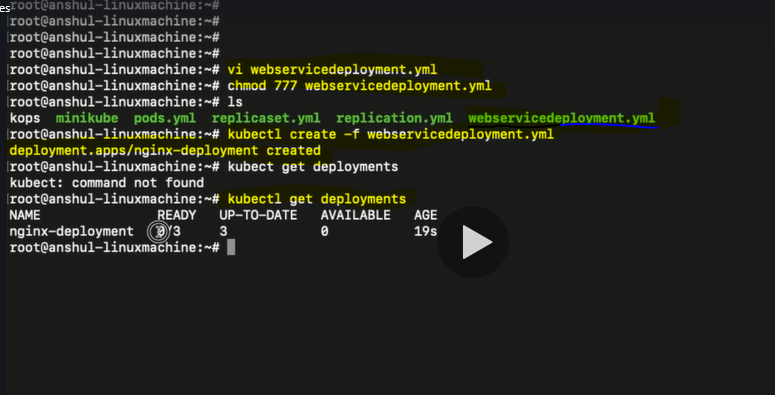 es
root@anshul-linuxmachine:~#
root@anshul-linuxmachine:~#
root@anshul-linuxmachine:~#
root@anshul-linuxmachine:~#
root@anshul-linuxmachine:~# vi webservicedeployment.yml
root@anshul-linuxmachine:~# chmod 777 webservicedeployment.yml
root@anshul-linuxmachine:~# ls
kops minikube pods.yml replicaset.yml replication.yml webservicedeployment.yml
root@anshul-linuxmachine:~# kubectl create -f webservicedeployment.yml
deployment.apps/nginx-deployment created
root@anshul-linuxmachine:~# kubect get deployments
kubect: command not found
root@anshul-linuxmachine:~# kubectl get deployments
NAME READY UP-TO-DATE AVAILABLE AGE
nginx-deployment 0/3 3 0 19s
root@anshul-linuxmachine:~#